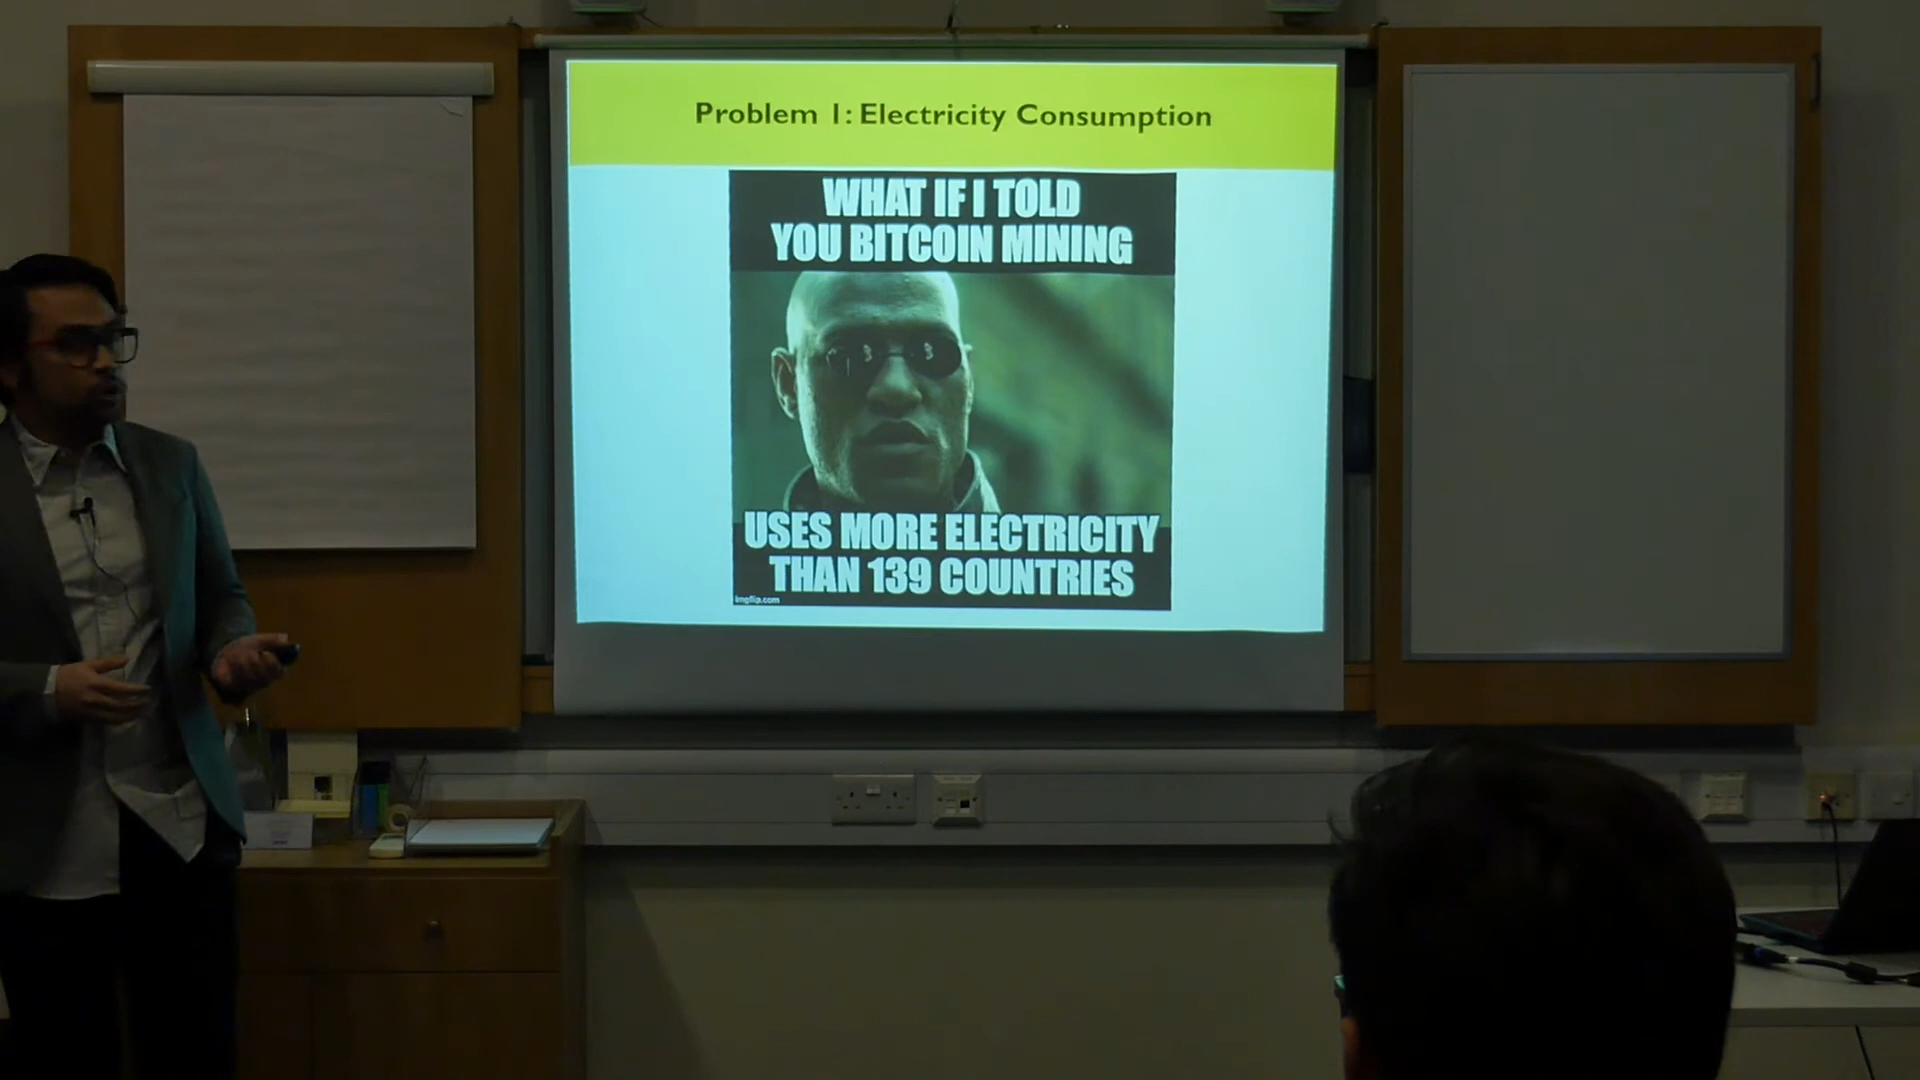 Problem 1: Electricity Consumption
WHAT IF I TOLD
YOU BITCOIN MINING
USES MORE ELECTRICITY
THAN 139 COUNTRIES
imgflip.com